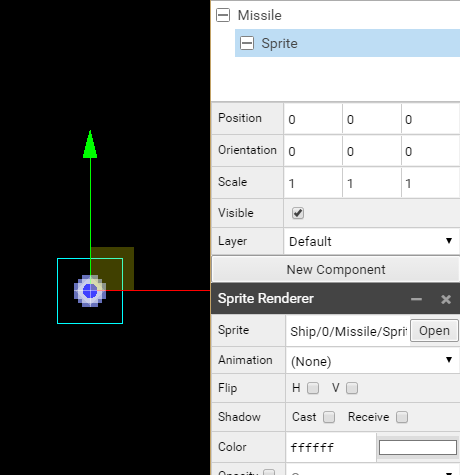 Missile
Sprite
Position 0 0 0
Orientation 0 0 0
Scale 1 1 1
Visible
Layer Default
New Component
Sprite Renderer
Sprite Ship/0/Missile/Sprit Open
Animation (None)
Flip H V
Shadow Cast Receive
Color ffffff
Opacity